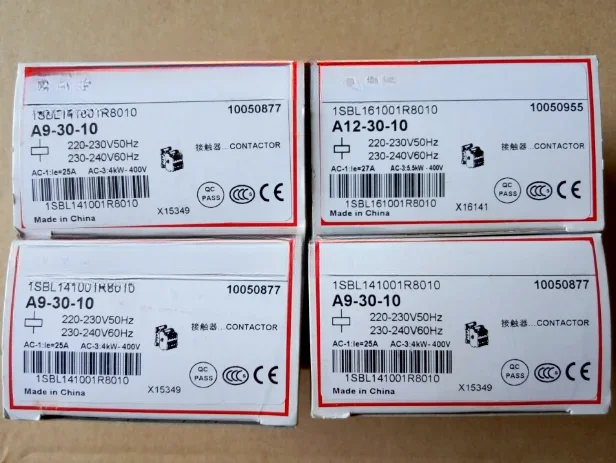 1SBL141001R8010
10050877
A9-30-10
220-230V50Hz
230-240V60Hz
接触器...CONTACTOR
AC-1:Ie=25A AC-3:4kW-400V
1SBL141001R8010
QC PASS
CCC
CE
X15349
Made in China
1SBL161001R8010
10050955
A12-30-10
220-230V50Hz
230-240V60Hz
接触器...CONTACTOR
AC-1:Ie=27A AC-3:5.5kW-400V
1SBL161001R8010
QC PASS
CCC
CE
X16141
Made in China
1SBL141001R8010
10050877
A9-30-10
220-230V50Hz
230-240V60Hz
接触器...CONTACTOR
AC-1:Ie=25A AC-3:4kW-400V
1SBL141001R8010
QC PASS
CCC
CE
X15349
Made in China
1SBL141001R8010
10050877
A9-30-10
220-230V50Hz
230-240V60Hz
接触器...CONTACTOR
AC-1:Ie=25A AC-3:4kW-400V
1SBL141001R8010
QC PASS
CCC
CE
X15349
Made in China